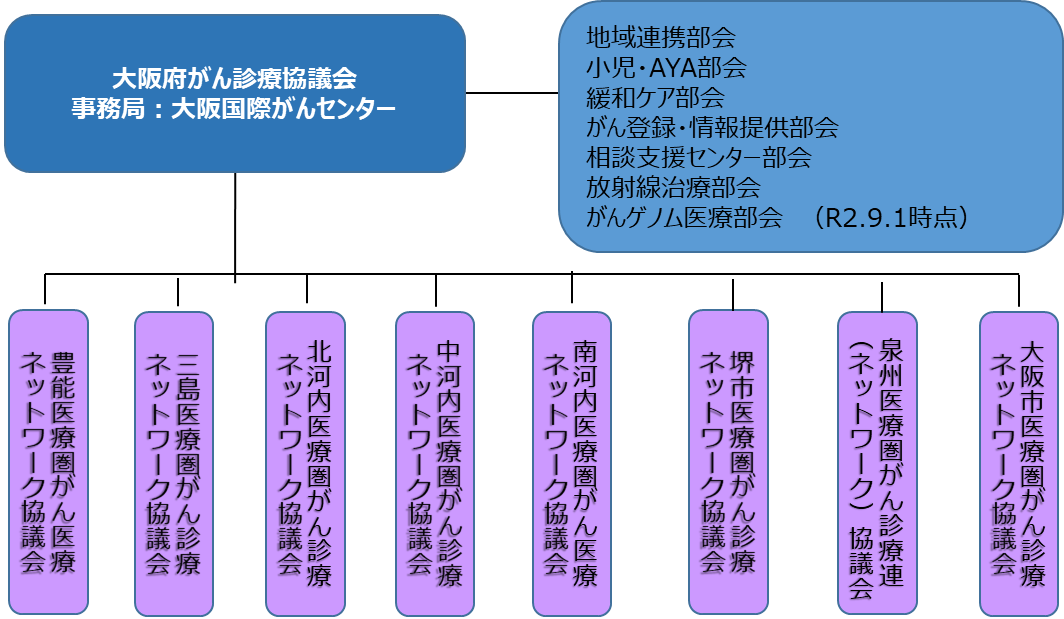 大阪府がん診療協議会
事務局：大阪国際がんセンター
地域連携部会
小児・AYA部会
緩和ケア部会
がん登録・情報提供部会
相談支援センター部会
放射線治療部会
がんゲノム医療部会　（R2.9.1時点）
豊能医療圏がん医療
ネットワーク協議会
三島医療圏がん診療
ネットワーク協議会
北河内医療圏がん診療
ネットワーク協議会
中河内医療圏がん診療
ネットワーク協議会
南河内医療圏がん医療
ネットワーク協議会
堺市医療圏がん診療
ネットワーク協議会
泉州医療圏がん診療連
（ネットワーク）協議会
大阪市医療圏がん診療
ネットワーク協議会